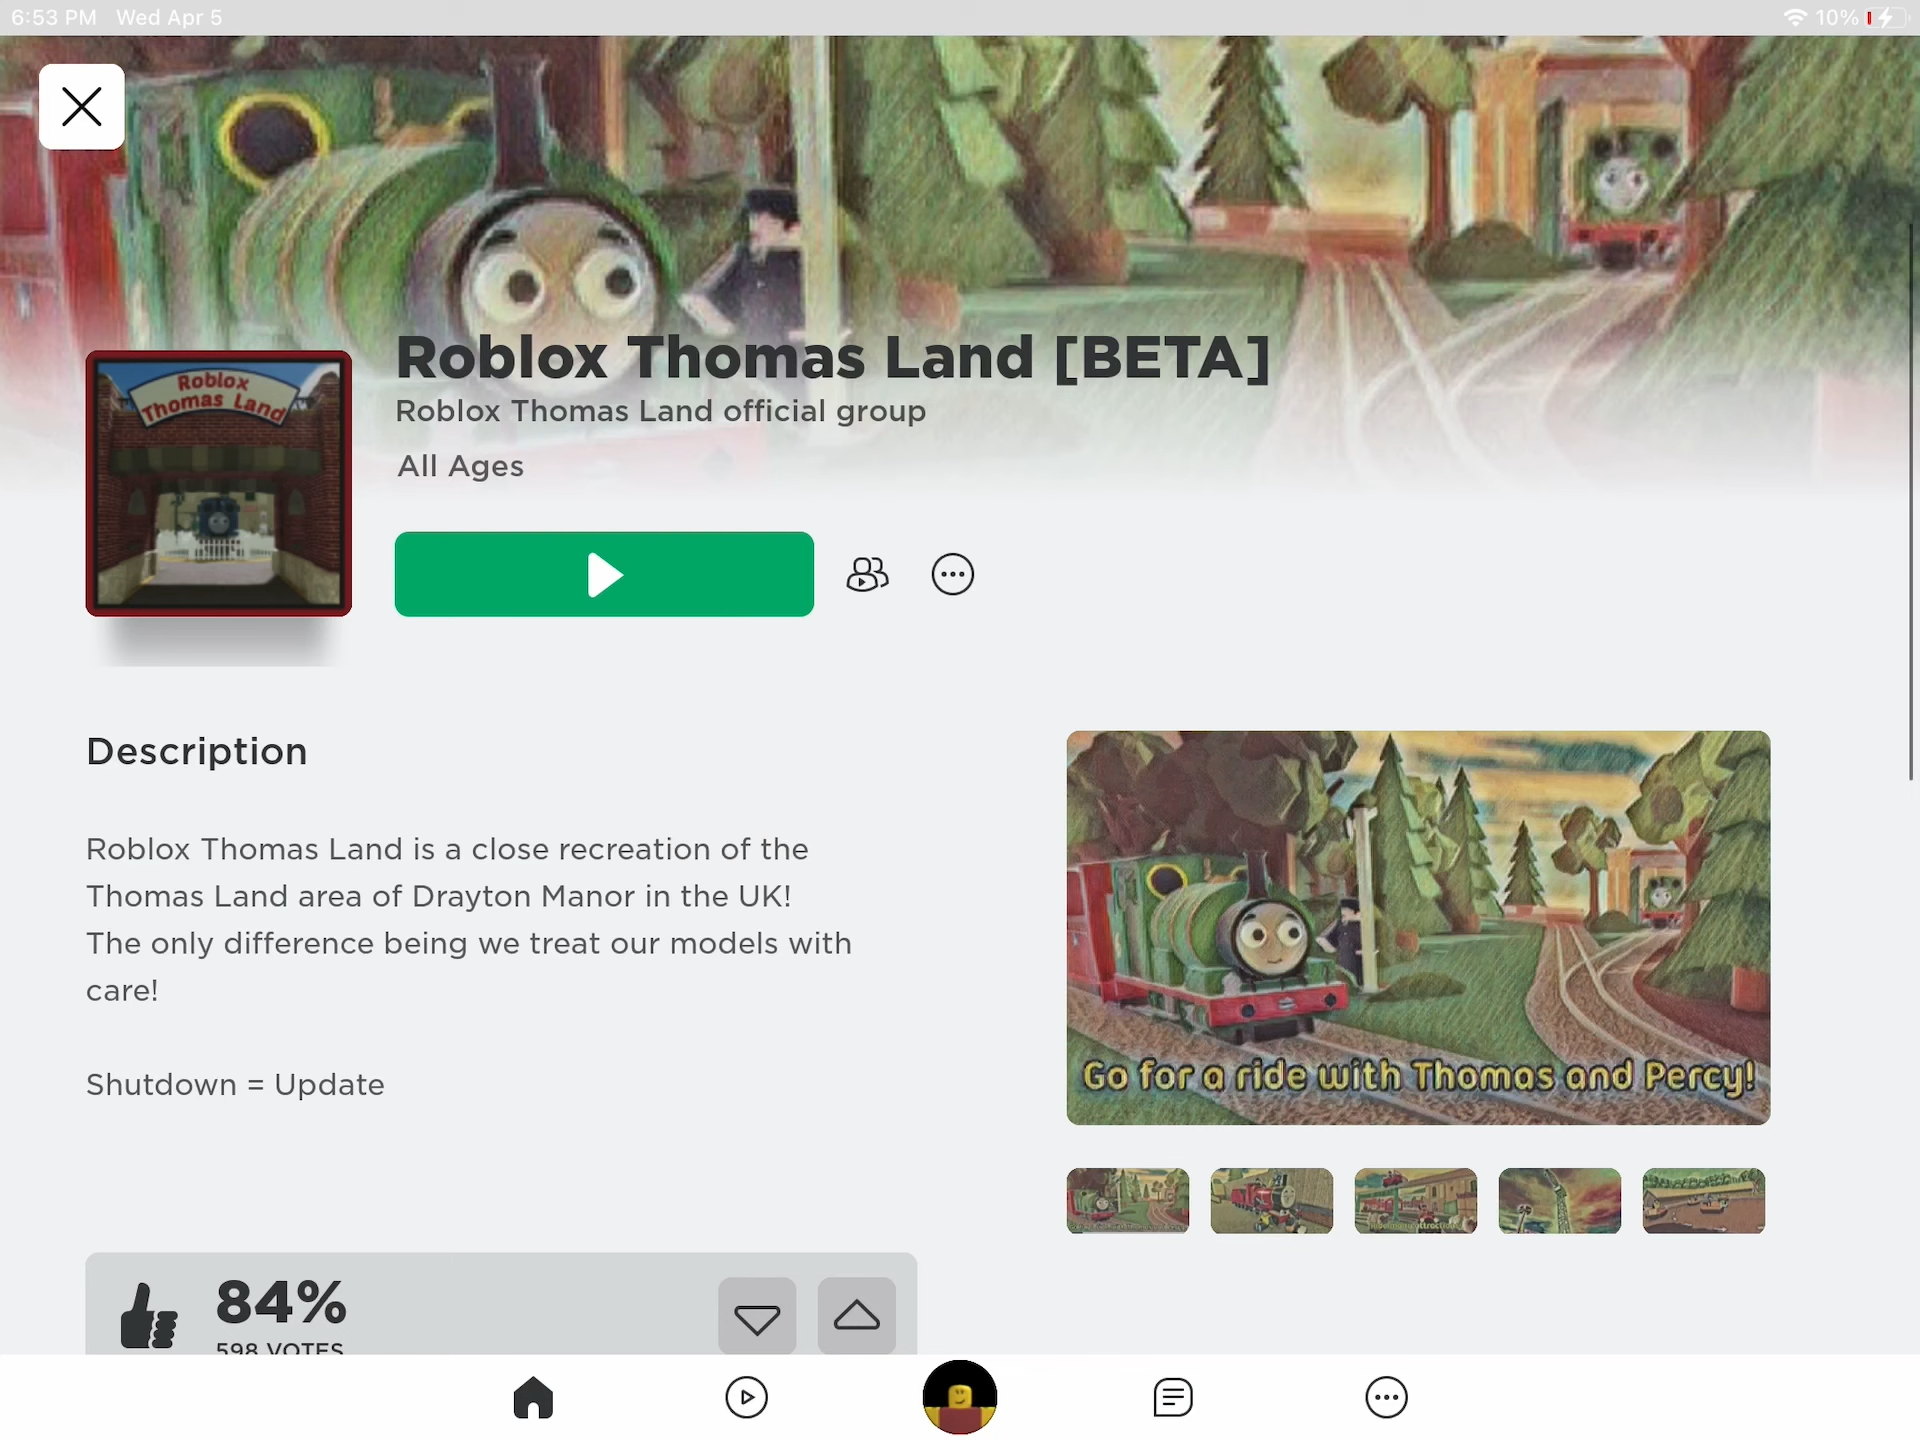 6:53 PM Wed Apr 5
10%
Roblox Thomas Land [BETA]
Roblox Thomas Land official group
All Ages
Roblox
Thomas Land
Description
Roblox Thomas Land is a close recreation of the
Thomas Land area of Drayton Manor in the UK!
The only difference being we treat our models with
care!
Shutdown = Update
Go for a ride with Thomas and Percy!
84%
598 VOTES